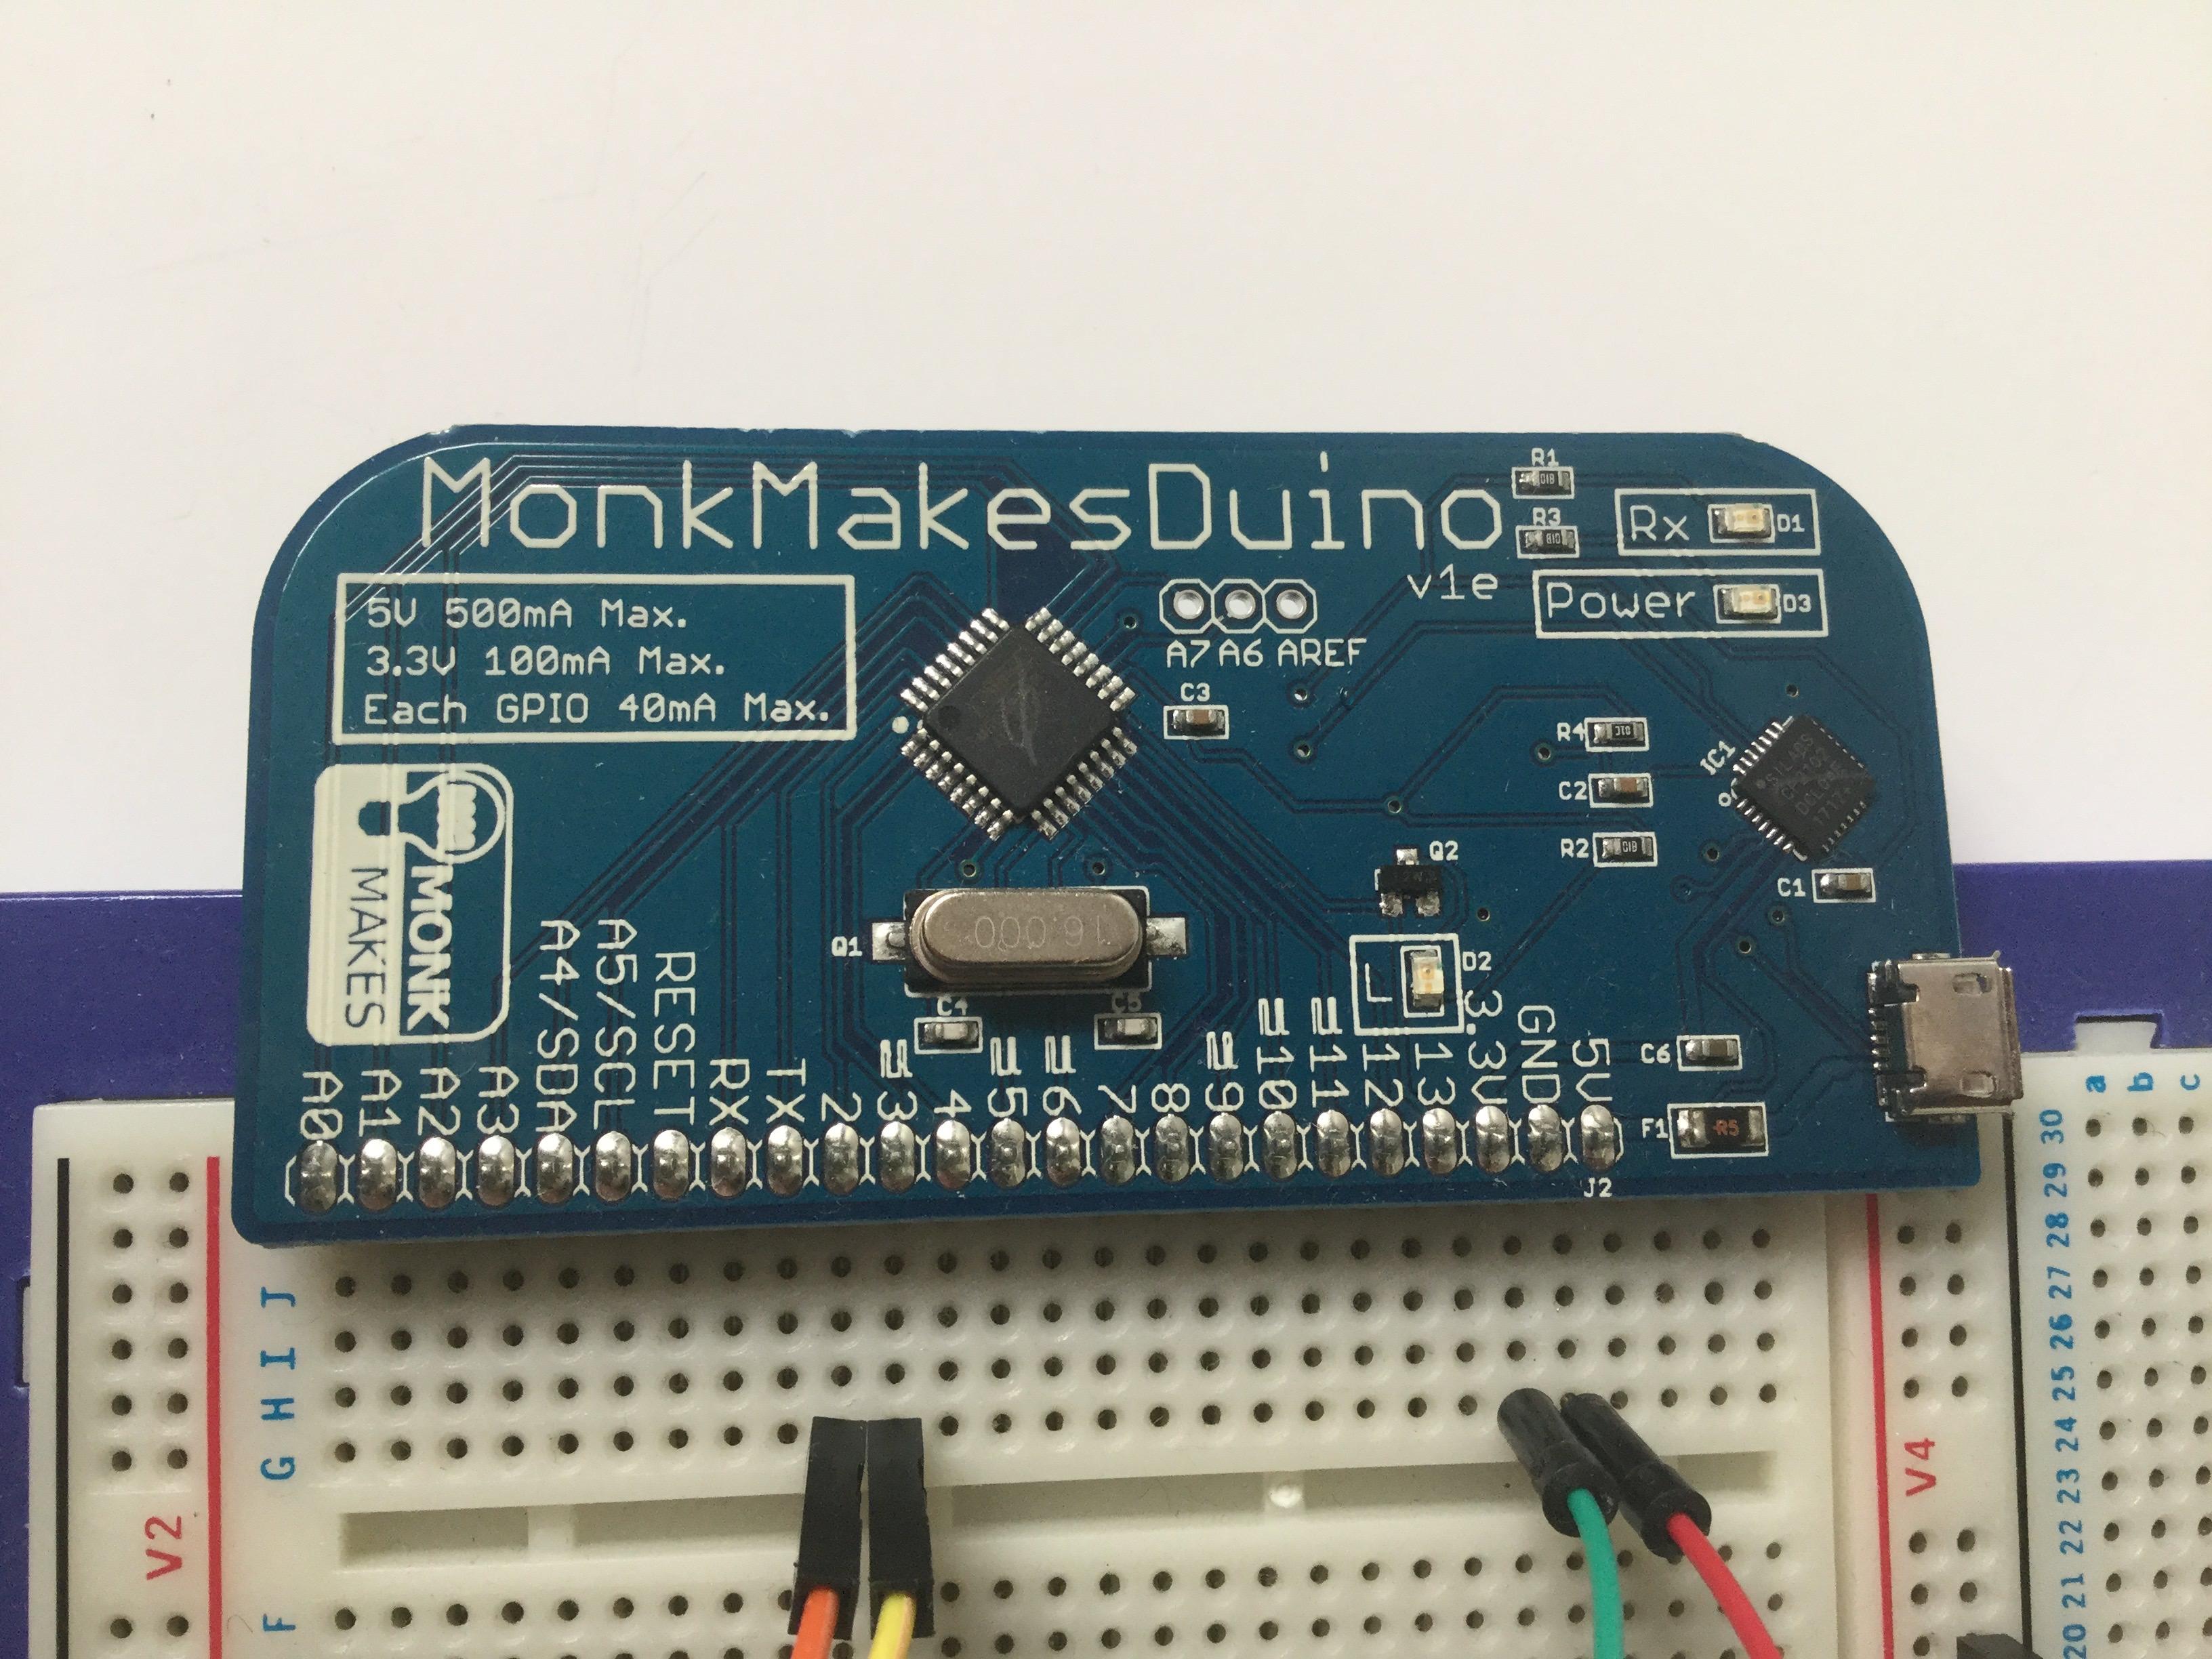 MonkMakesDuino
v1e
R1
R3
Rx
D1
Power
D3
5V 500mA Max.
3.3V 100mA Max.
Each GPIO 40mA Max.
A7 A6 AREF
C3
R4
C2
R2
IC1
SILABS
CP2102
1717+
C1
Q2
MONK
MAKES
Q1
16.000
C4
C5
L
D2
C6
F1
R5
A0
A1
A2
A3
A4/SDA
A5/SCL
RESET
RX
TX
2
3
4
5
6
7
8
9
10
11
12
13
3.3V
GND
5V
J2
J
I
H
G
F
V2
V4
a
b
c
30
29
28
27
26
25
24
23
22
21
20